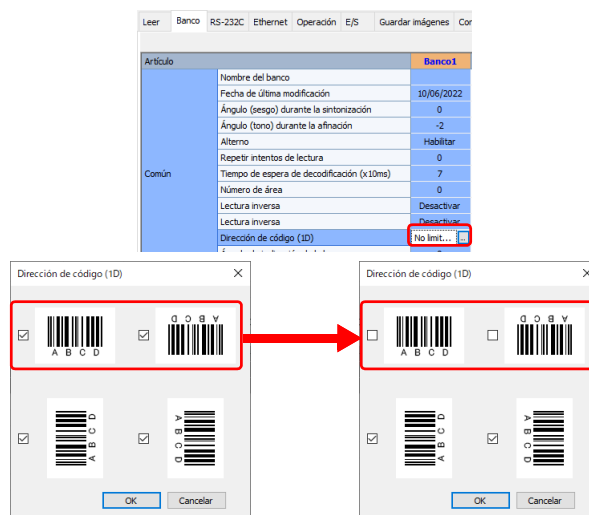 Leer Banco RS-232C Ethernet Operación E/S Guardar imágenes
Artículo Banco1
Común
Nombre del banco
Fecha de última modificación 10/06/2022
Ángulo (sesgo) durante la sintonización 0
Ángulo (tono) durante la afinación -2
Alterno Habilitar
Repetir intentos de lectura 0
Tiempo de espera de decodificación (x10ms) 7
Número de área 0
Lectura inversa Desactivar
Lectura inversa Desactivar
Dirección de código (1D) No limit... ..
Dirección de código (1D)
A B C D
A B C D
A B C D
A B C D
OK Cancelar
Dirección de código (1D)
A B C D
A B C D
A B C D
A B C D
OK Cancelar